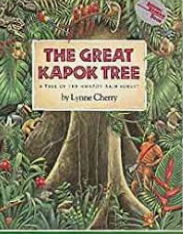 THE GREAT
KAPOK TREE
A TALE OF THE AMAZON RAIN FOREST
by Lynne Cherry